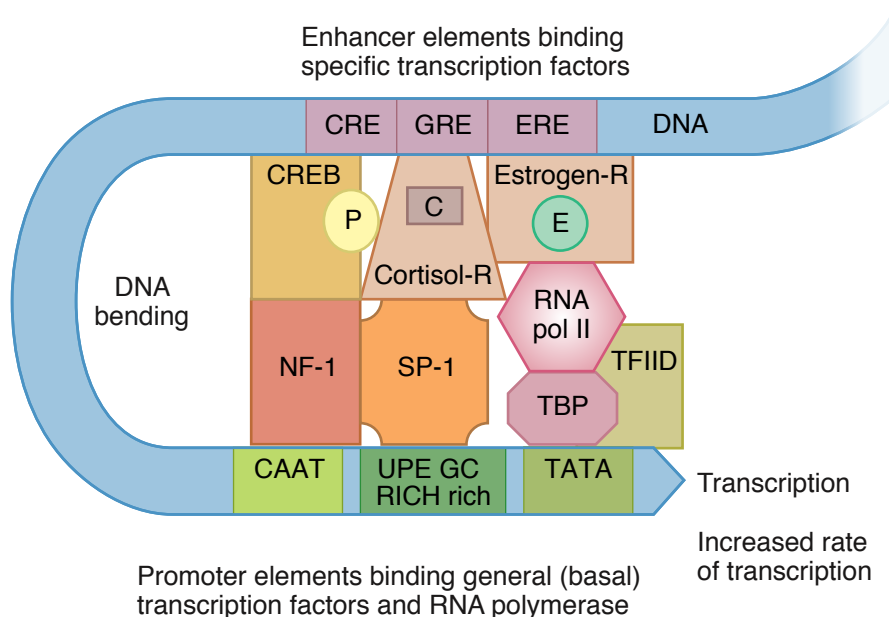 Enhancer elements binding
specific transcription factors
CRE
GRE
ERE
DNA
CREB
P
C
Cortisol-R
Estrogen-R
E
DNA
bending
NF-1
SP-1
RNA
pol II
TFIID
TBP
CAAT
UPE GC
RICH rich
TATA
Transcription
Increased rate
of transcription
Promoter elements binding general (basal)
transcription factors and RNA polymerase